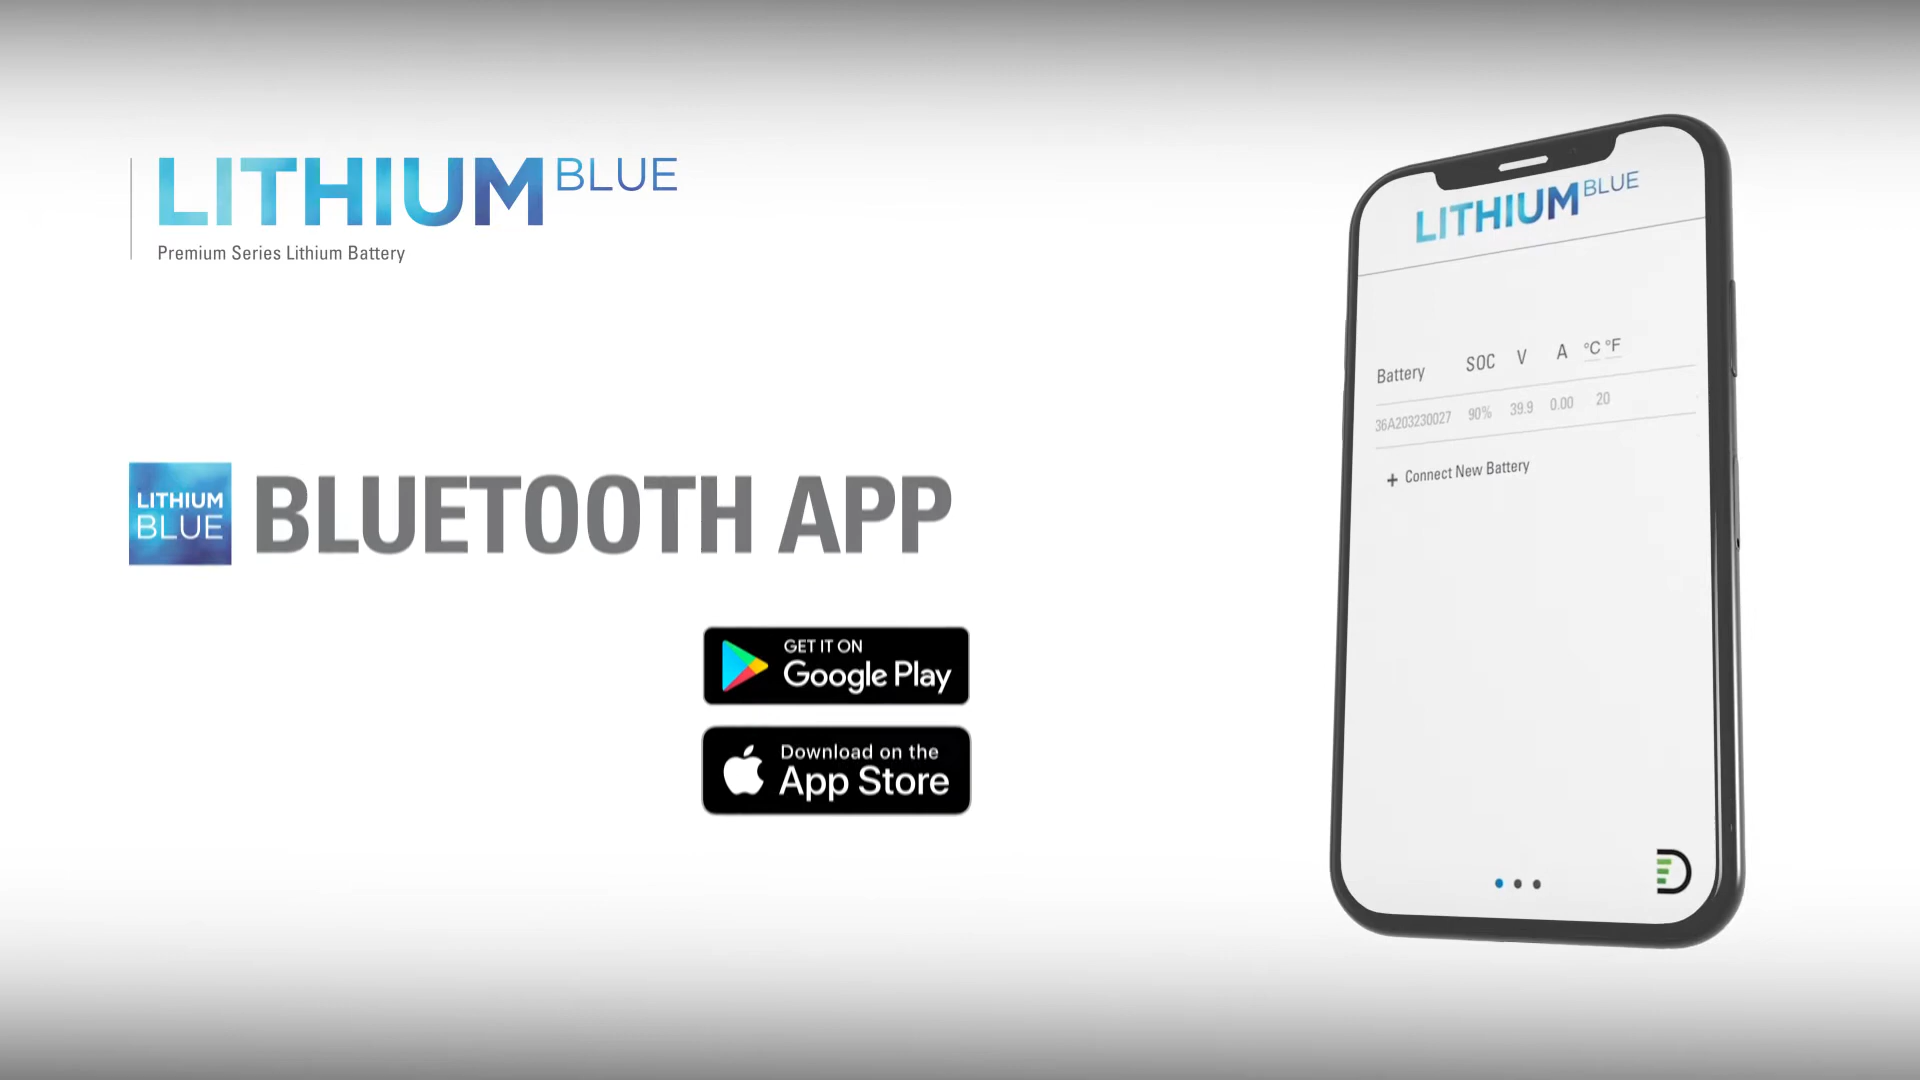 LITHIUM BLUE
Premium Series Lithium Battery
LITHIUM
BLUE
BLUETOOTH APP
GET IT ON
Google Play
Download on the
App Store
LITHIUM BLUE
Battery SOC V A °C °F
36A203230027 90% 39.9 0.00 20
+ Connect New Battery